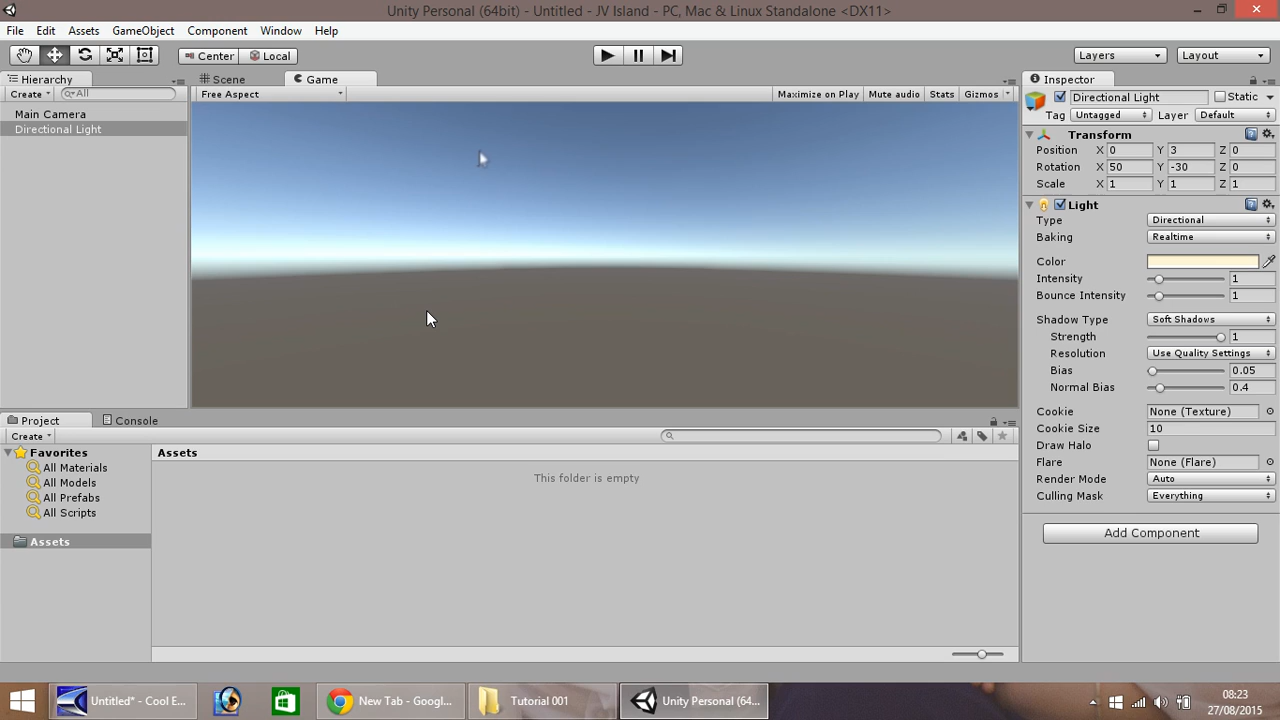 Unity Personal (64bit) - Untitled - JV Island - PC, Mac & Linux Standalone <DX11>
File Edit Assets GameObject Component Window Help
Center Local Layers Layout
Hierarchy Scene Game Inspector
Create All Free Aspect Maximize on Play Mute audio Stats Gizmos Directional Light Static
Main Camera Tag Untagged Layer Default
Directional Light
Transform
Position X 0 Y 3 Z 0
Rotation X 50 Y -30 Z 0
Scale X 1 Y 1 Z 1
Light
Type Directional
Baking Realtime
Color
Intensity 1
Bounce Intensity 1
Shadow Type Soft Shadows
Strength 1
Resolution Use Quality Settings
Bias 0.05
Normal Bias 0.4
Cookie None (Texture)
Cookie Size 10
Draw Halo
Flare None (Flare)
Render Mode Auto
Culling Mask Everything
Add Component
Project Console
Create
Favorites Assets
All Materials This folder is empty
All Models
All Prefabs
All Scripts
Assets
Untitled* - Cool E... New Tab - Googl... Tutorial 001 Unity Personal (64...
08:23
27/08/2015